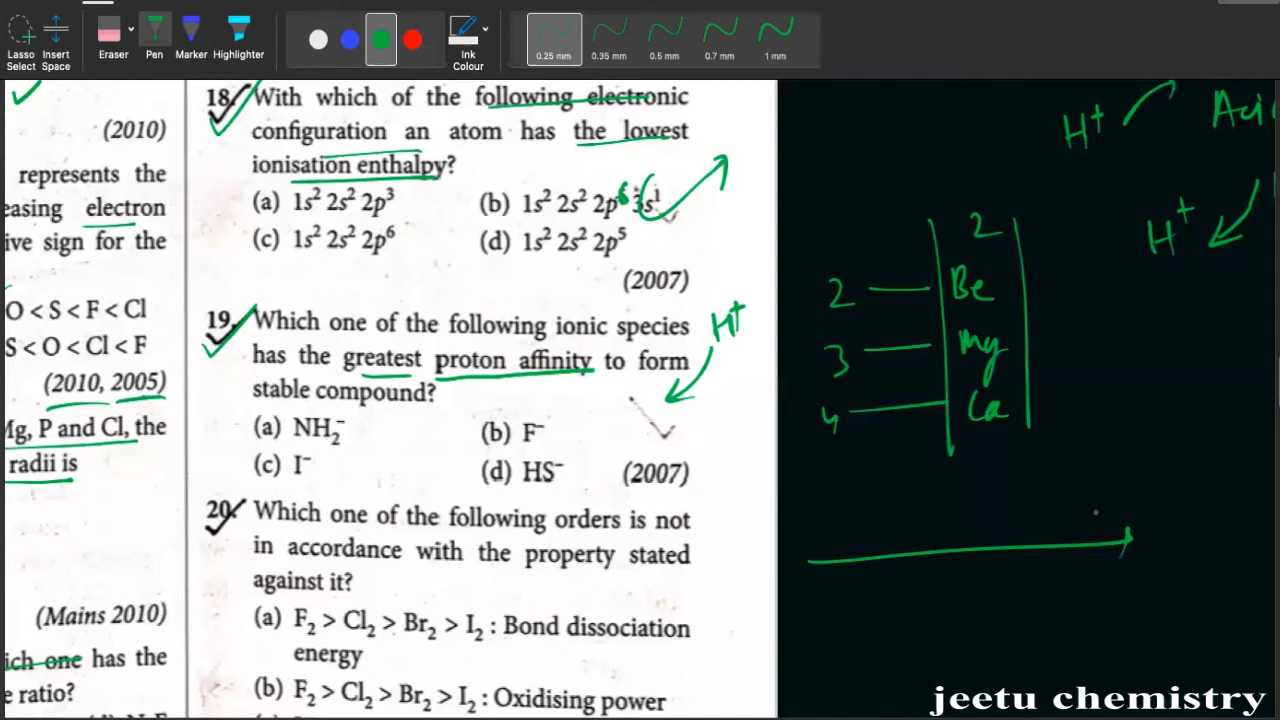 Lasso Select
Insert Space
Eraser
Pen
Marker
Highlighter
Ink Colour
0.25 mm
0.35 mm
0.5 mm
0.7 mm
1 mm
(2010)
represents the
easing electron
ive sign for the
O < S < F < Cl
S < O < Cl < F
(2010, 2005)
Mg, P and Cl, the
radii is
(Mains 2010)
ich one has the
e ratio?
18. With which of the following electronic
configuration an atom has the lowest
ionisation enthalpy?
(a) 1s² 2s² 2p³ (b) 1s² 2s² 2p⁶ 3s¹
(c) 1s² 2s² 2p⁶ (d) 1s² 2s² 2p⁵
(2007)
19. Which one of the following ionic species
has the greatest proton affinity to form
stable compound?
(a) NH₂⁻ (b) F⁻
(c) I⁻ (d) HS⁻ (2007)
20. Which one of the following orders is not
in accordance with the property stated
against it?
(a) F₂ > Cl₂ > Br₂ > I₂ : Bond dissociation
energy
(b) F₂ > Cl₂ > Br₂ > I₂ : Oxidising power
H⁺
H⁺ Aci
H⁺
2
2 Be
3 Mg
4 Ca
jeetu chemistry